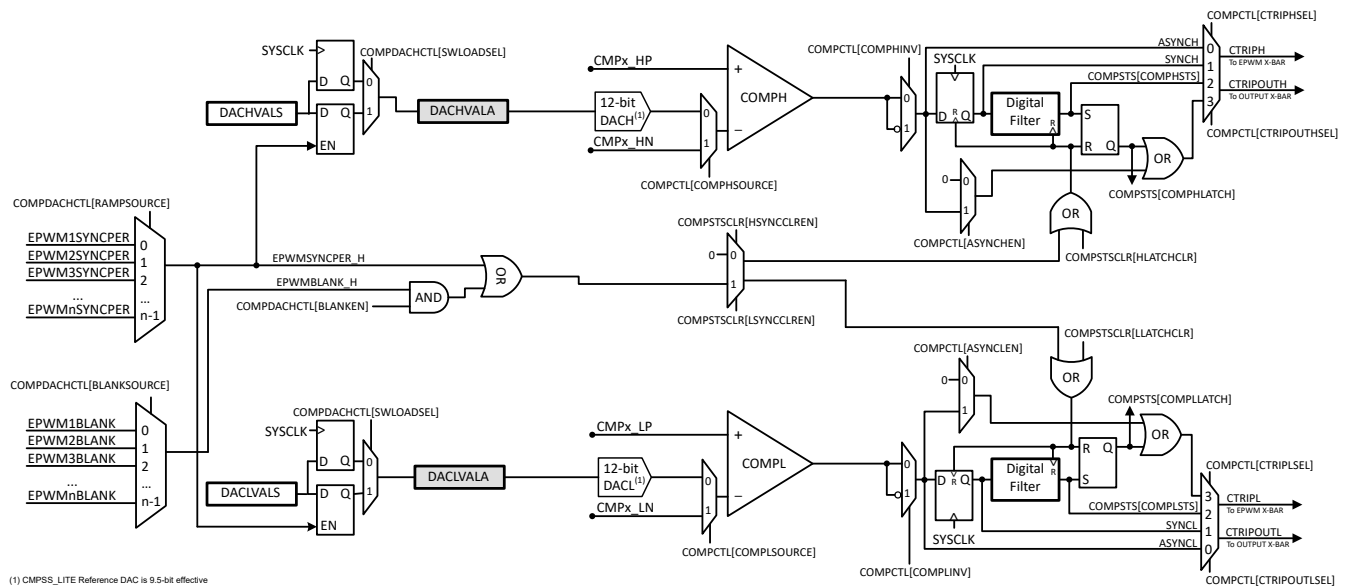 COMPCTL[CTRIPHSEL]
SYSCLK
COMPDACHCTL[SWLOADSEL]
CMPx_HP
COMPCTL[COMPHINV]
SYSCLK
ASYNCH
0
CTRIPH
To EPWM X-BAR
SYNCH
1
D Q
0
+
COMPH
−
0
COMPSTS[COMPHSTS]
2
CTRIPOUTH
To OUTPUT X-BAR
DACHVALS
D Q
1
DACHVALA
12-bit
DACH(1)
0
1
D R Q
Digital
Filter
R
S
3
EN
CMPx_HN
1
R Q
OR
COMPCTL[CTRIPOUTHSEL]
COMPCTL[COMPHSOURCE]
0
0
1
COMPSTS[COMPHLATCH]
COMPDACHCTL[RAMPSOURCE]
COMPSTSCLR[HSYNCCLREN]
OR
EPWM1SYNCPER
0
COMPCTL[ASYNCHEN]
EPWM2SYNCPER
1
EPWMSYNCPER_H
0
0
COMPSTSCLR[HLATCHCLR]
EPWM3SYNCPER
2
OR
...
...
EPWMBLANK_H
1
EPWMnSYNCPER
n-1
COMPDACHCTL[BLANKEN]
AND
COMPSTSCLR[LSYNCCLREN]
COMPSTSCLR[LLATCHCLR]
COMPCTL[ASYNCLEN]
COMPDACHCTL[BLANKSOURCE]
0
0
OR
COMPSTS[COMPLLATCH]
EPWM1BLANK
0
COMPDACHCTL[SWLOADSEL]
1
EPWM2BLANK
1
SYSCLK
CMPx_LP
+
OR
EPWM3BLANK
2
D Q
0
COMPL
0
R Q
COMPCTL[CTRIPLSEL]
...
...
DACLVALS
D Q
1
DACLVALA
12-bit
DACL(1)
0
−
1
D R Q
Digital
Filter
R
S
3
CTRIPL
To EPWM X-BAR
EPWMnBLANK
n-1
EN
CMPx_LN
1
COMPSTS[COMPLSTS]
2
SYSCLK
SYNCL
1
CTRIPOUTL
To OUTPUT X-BAR
COMPCTL[COMPLSOURCE]
ASYNCL
0
COMPCTL[COMPLINV]
COMPCTL[CTRIPOUTLSEL]
(1) CMPSS_LITE Reference DAC is 9.5-bit effective